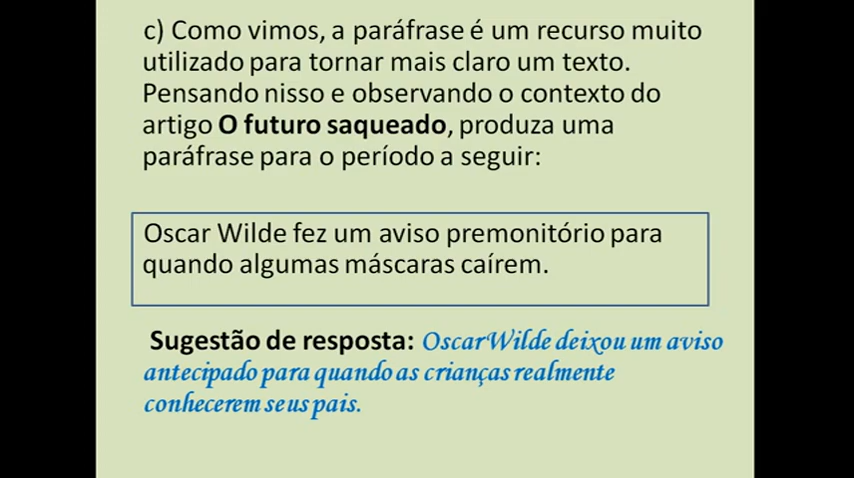 c) Como vimos, a paráfrase é um recurso muito
utilizado para tornar mais claro um texto.
Pensando nisso e observando o contexto do
artigo O futuro saqueado, produza uma
paráfrase para o período a seguir:
Oscar Wilde fez um aviso premonitório para
quando algumas máscaras caírem.
Sugestão de resposta: Oscar Wilde deixou um aviso
antecipado para quando as crianças realmente
conhecerem seus pais.